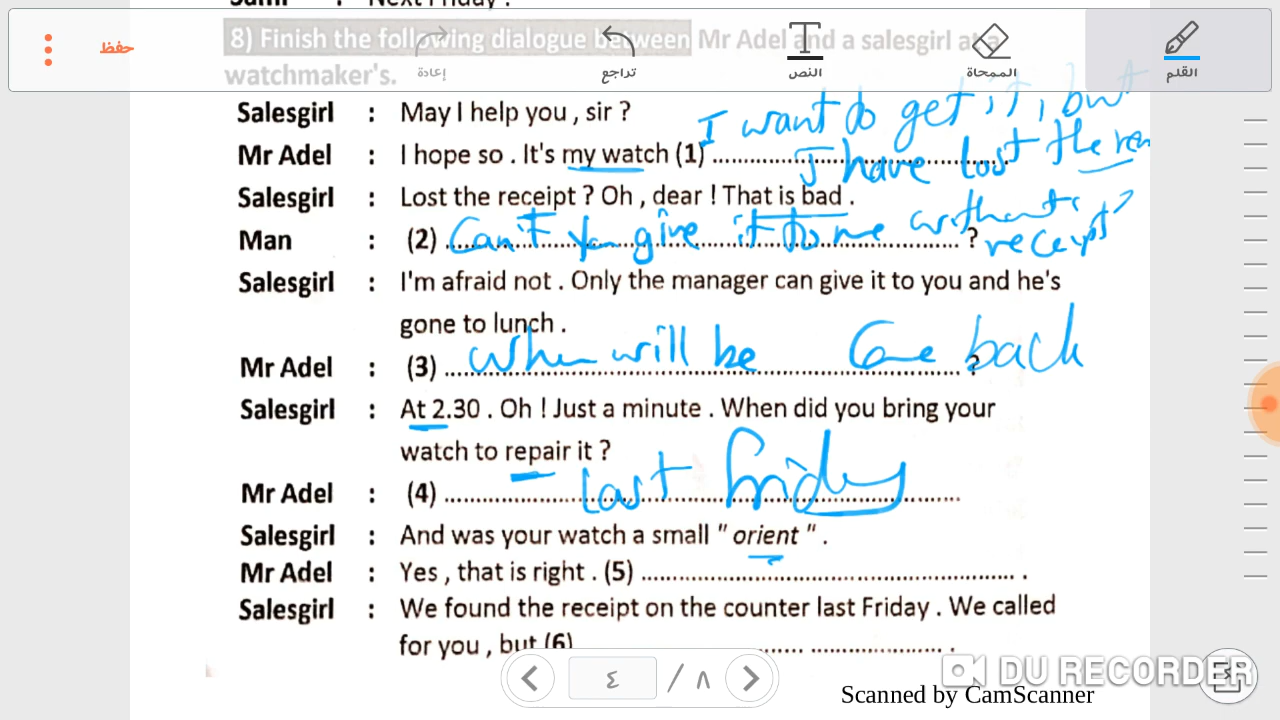 Next Friday .
8) Finish the following dialogue between Mr Adel and a salesgirl at a
حفظ
إعادة
تراجع
النص
الممحاة
القلم
watchmaker's.
Salesgirl : May I help you , sir ?
I want to get it , but
Mr Adel : I hope so . It's my watch (1) ........................
I have lost the
Salesgirl : Lost the receipt ? Oh , dear ! That is bad .
Man : (2) Can't you give it to me without receipt ?
Salesgirl : I'm afraid not . Only the manager can give it to you and he's
gone to lunch .
Mr Adel : (3) when will be come back ?
Salesgirl : At 2.30 . Oh ! Just a minute . When did you bring your
watch to repair it ?
Mr Adel : (4) last friday
Salesgirl : And was your watch a small " orient " .
Mr Adel : Yes , that is right . (5) ........................ .
Salesgirl : We found the receipt on the counter last Friday . We called
for you , but (6) ........................ .
٤ / ٨
DU RECORDER
Scanned by CamScanner